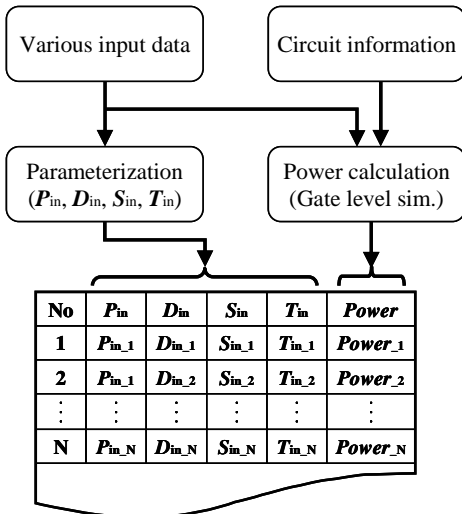 Various input data
Circuit information
Parameterization
(Pin, Din, Sin, Tin)
Power calculation
(Gate level sim.)
No Pin Din Sin Tin Power
1 Pin_1 Din_1 Sin_1 Tin_1 Power_1
2 Pin_1 Din_2 Sin_2 Tin_2 Power_2
⋮ ⋮ ⋮ ⋮ ⋮ ⋮
N Pin_N Din_N Sin_N Tin_N Power_N